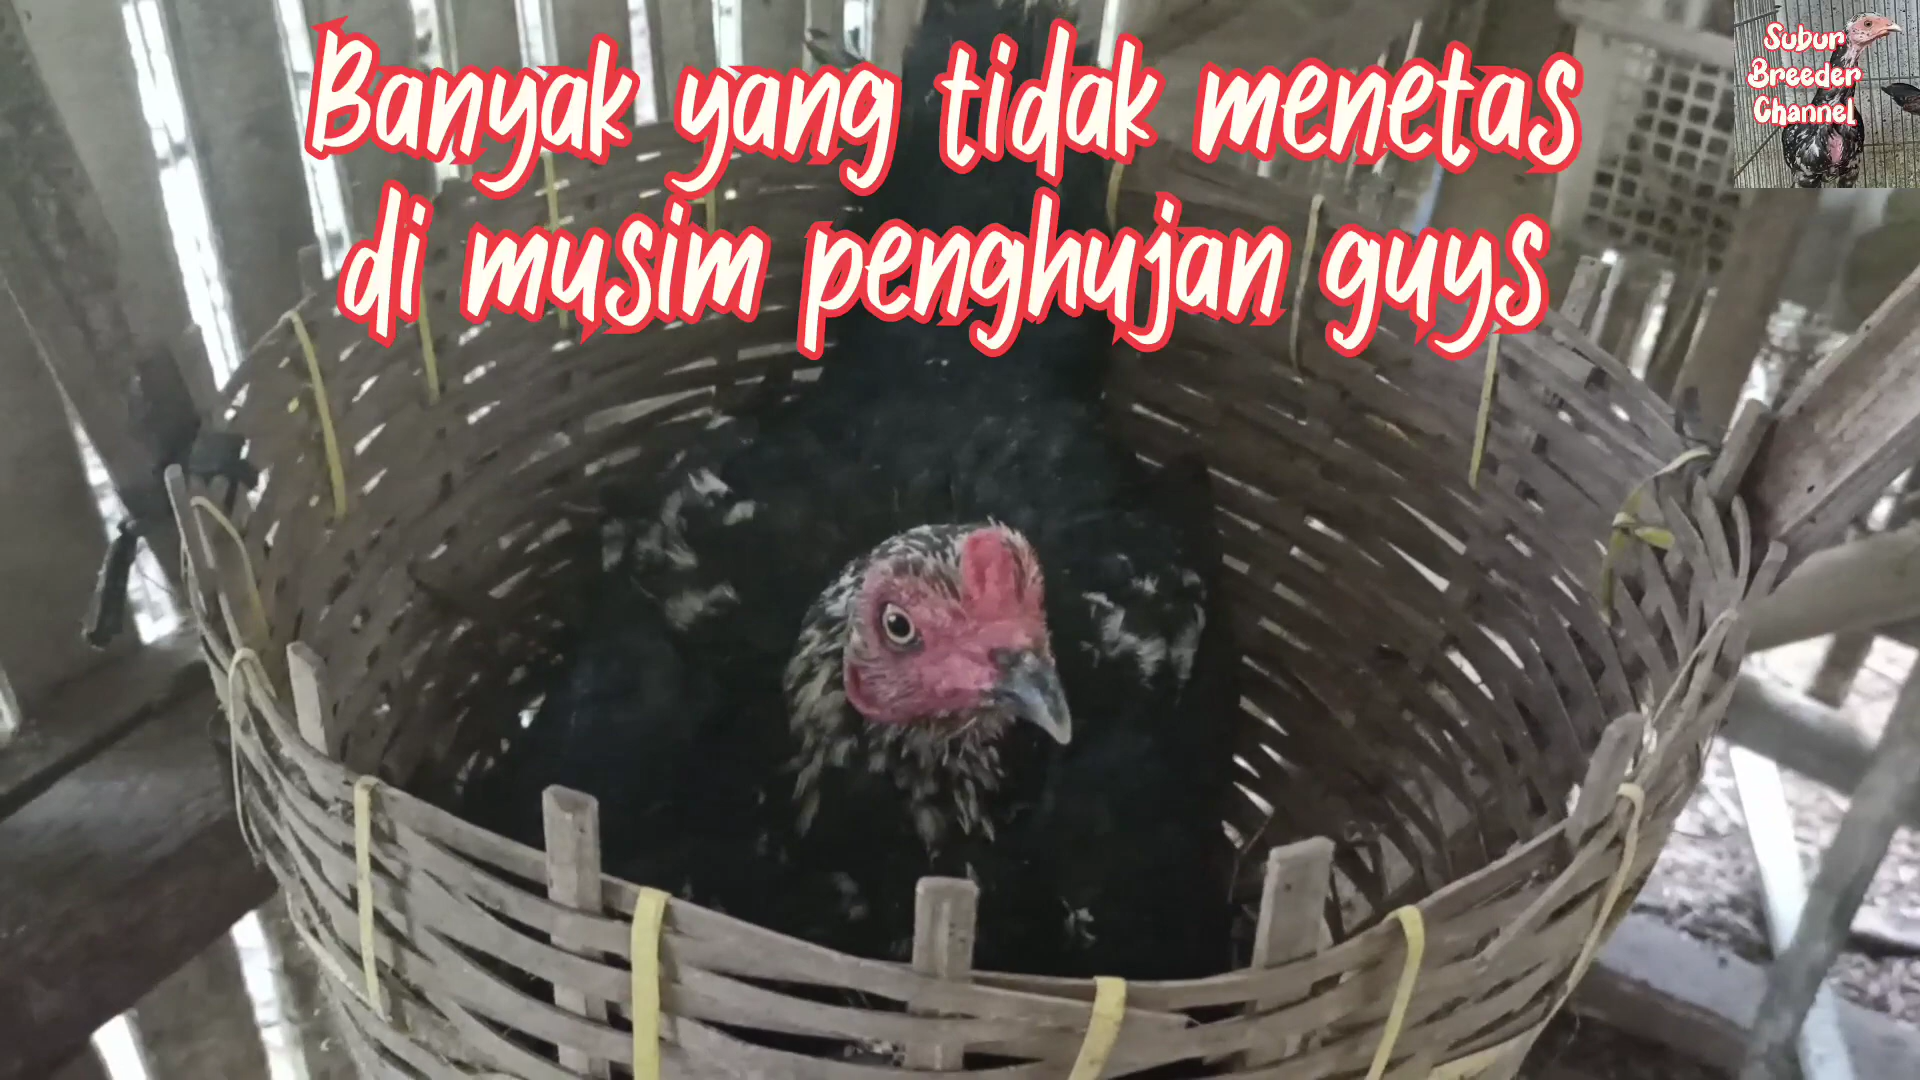 Banyak yang tidak menetas
di musim penghujan guys
Subur
Breeder
Channel